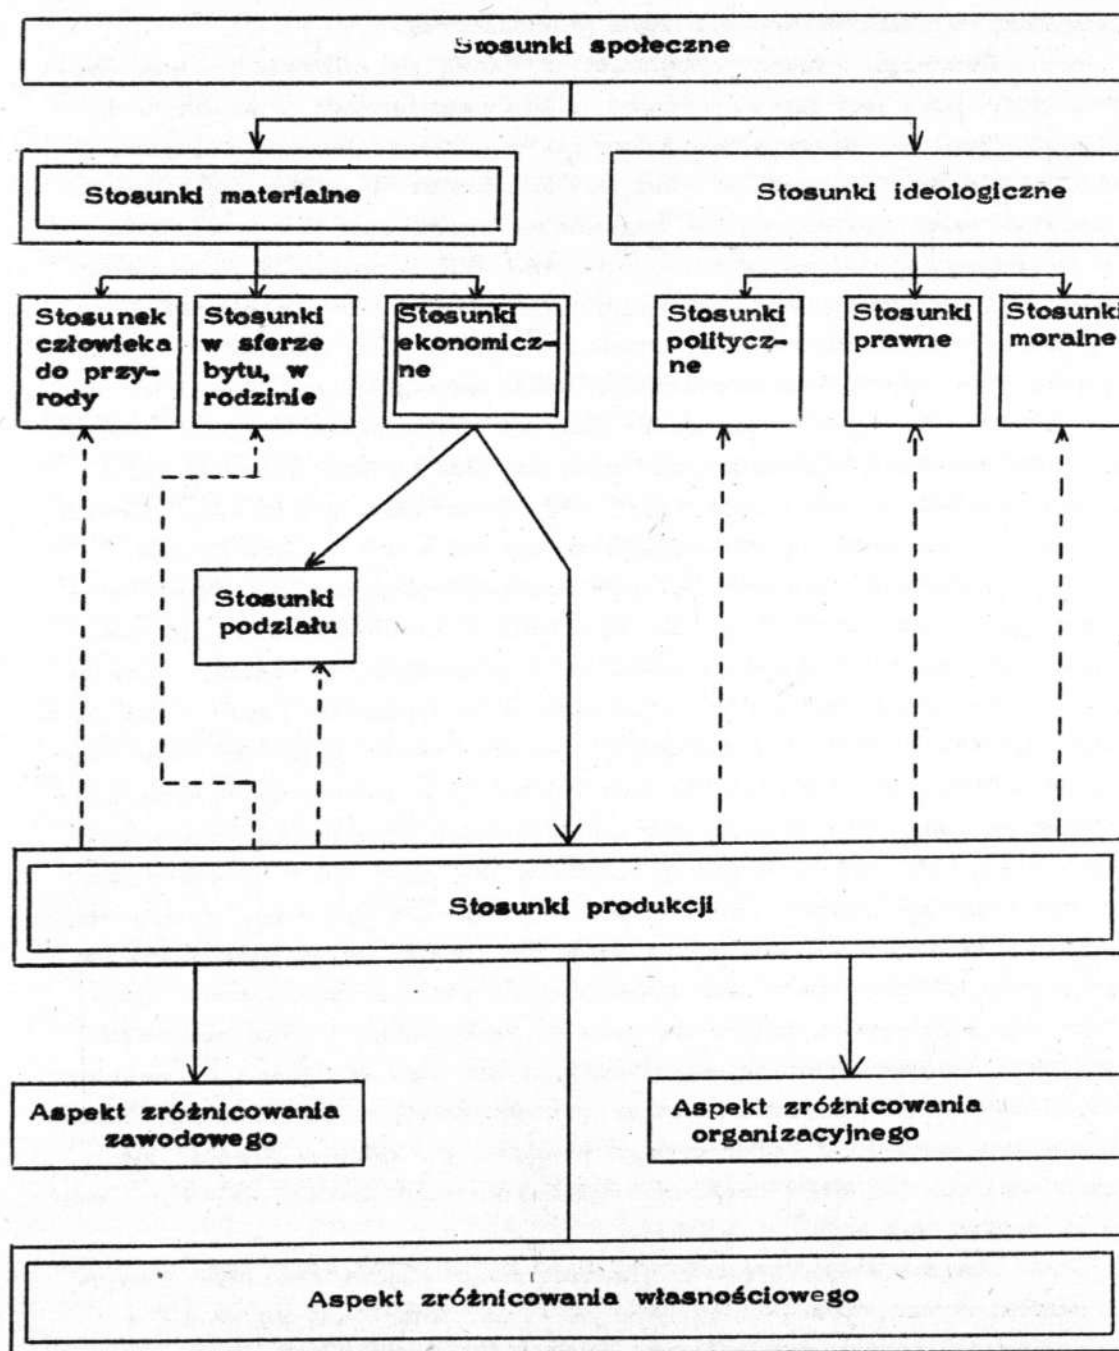 Stosunki społeczne
Stosunki materialne
Stosunki ideologiczne
Stosunek
człowieka
do przy-
rody
Stosunki
w sferze
bytu, w
rodzinie
Stosunki
ekonomicz-
ne
Stosunki
politycz-
ne
Stosunki
prawne
Stosunki
moralne
Stosunki
podziału
Stosunki produkcji
Aspekt zróżnicowania
zawodowego
Aspekt zróżnicowania
organizacyjnego
Aspekt zróżnicowania własnościowego